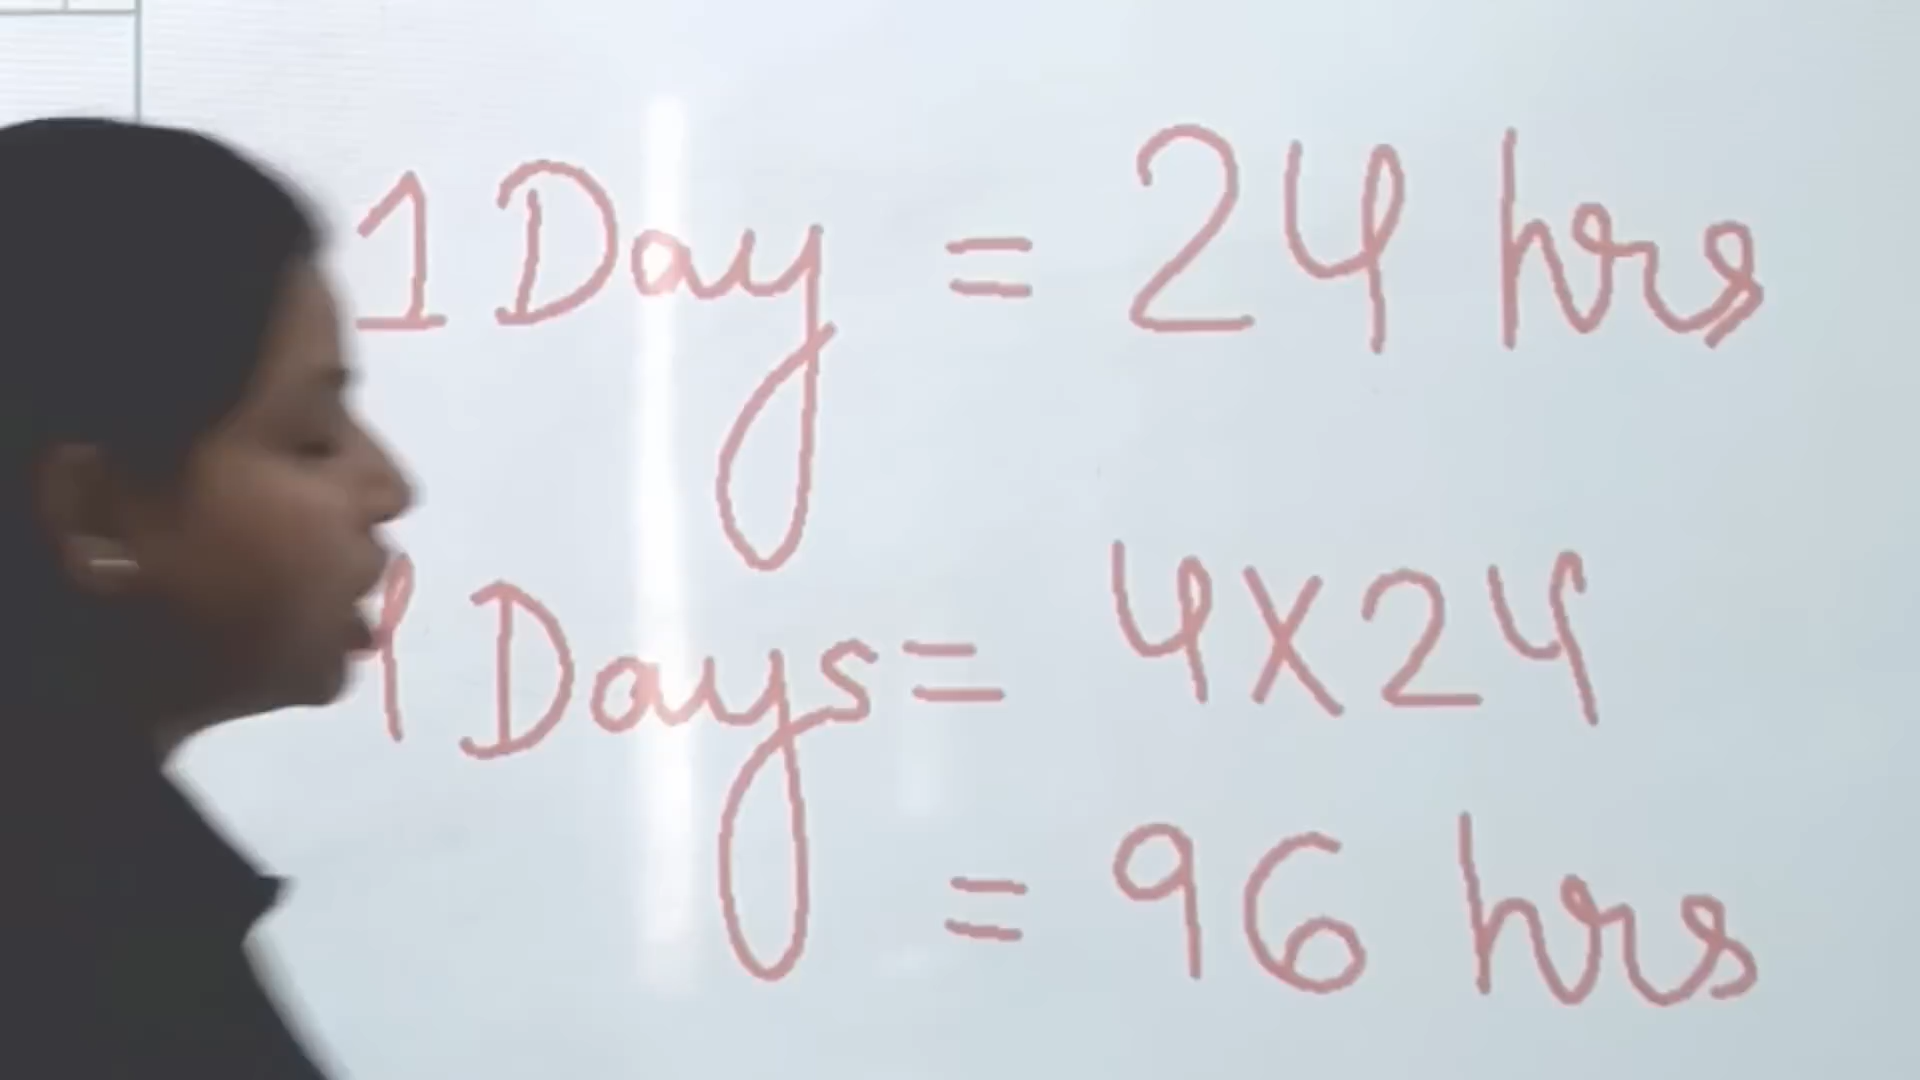 1 Day = 24 hrs
4 Days = 4X24
= 96 hrs